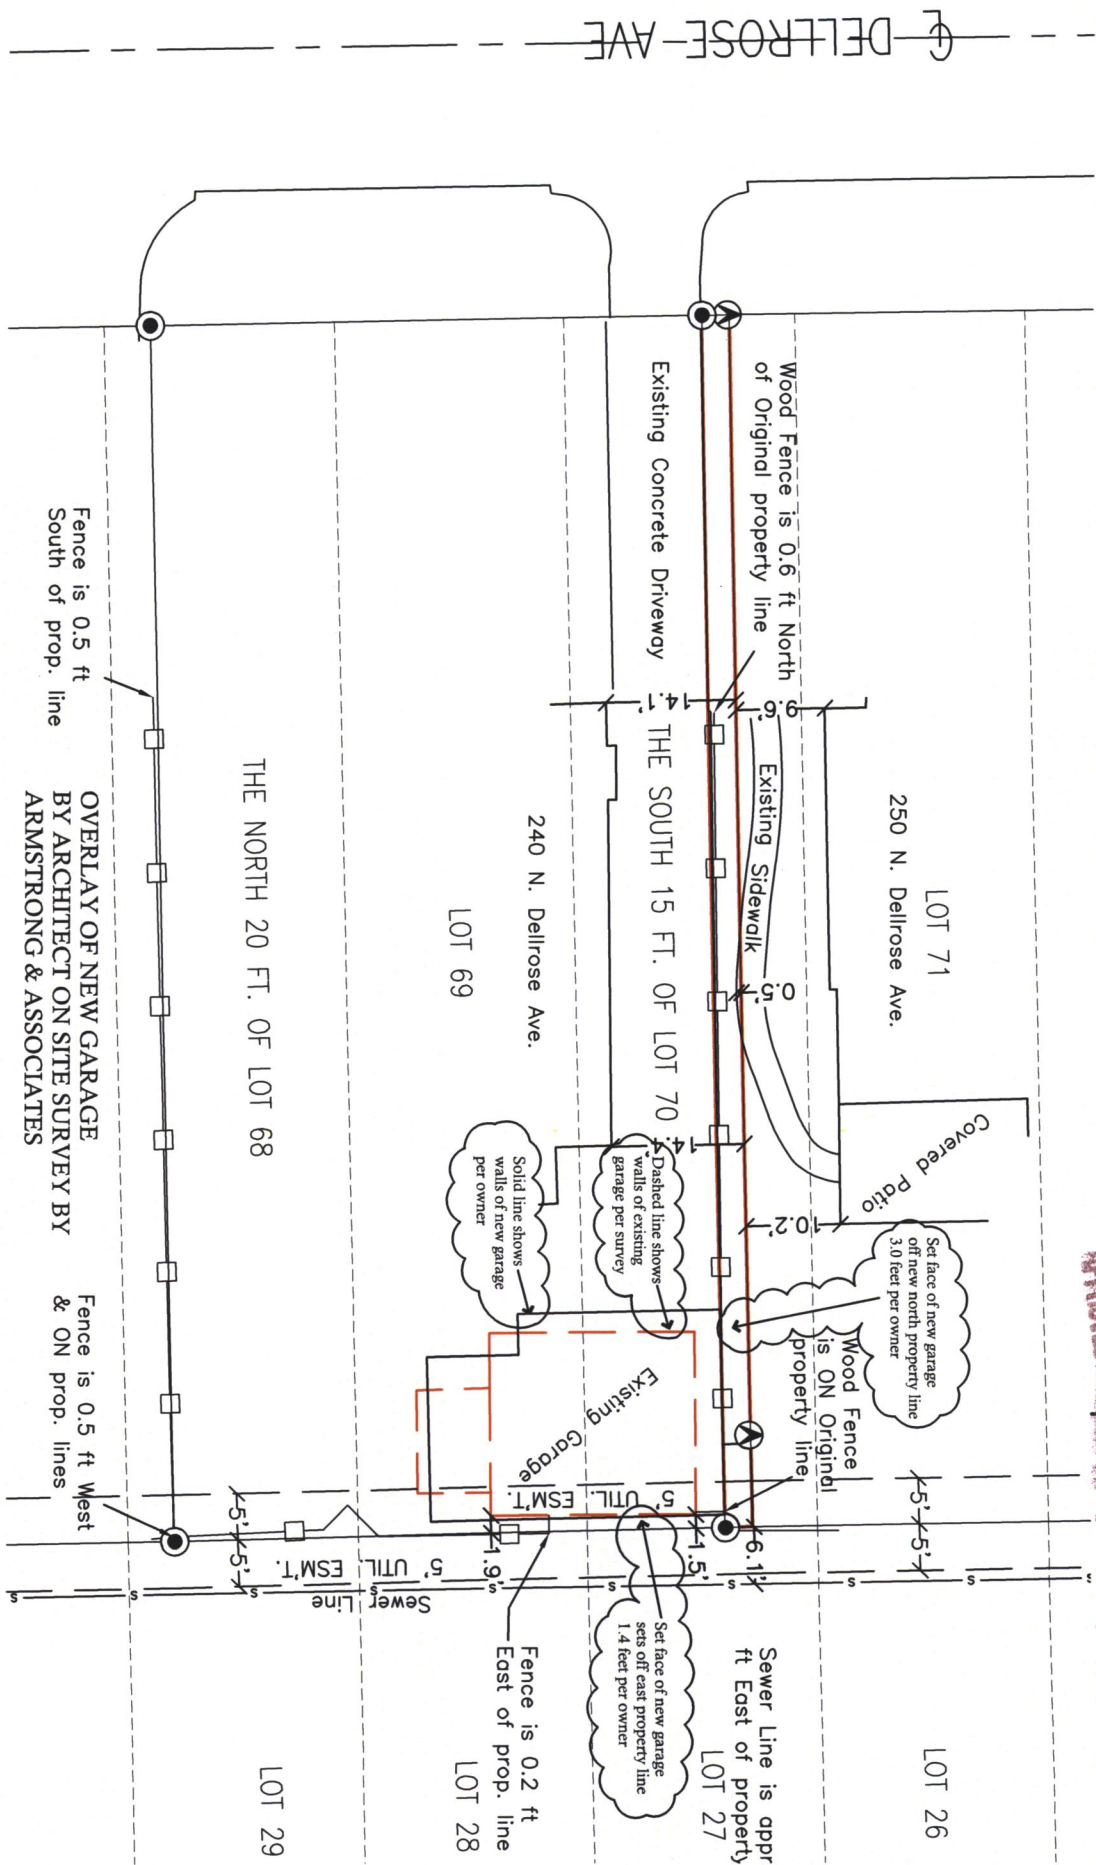 ℄ DELLROSE AVE
Wood Fence is 0.6 ft North
of Original property line
Existing Concrete Driveway
LOT 71
250 N. Dellrose Ave.
9.6'
Existing Sidewalk
0.5'
14.1'
THE SOUTH 15 FT. OF LOT 70
14.4'
240 N. Dellrose Ave.
LOT 69
THE NORTH 20 FT. OF LOT 68
Fence is 0.5 ft
South of prop. line
OVERLAY OF NEW GARAGE
BY ARCHITECT ON SITE SURVEY BY
ARMSTRONG & ASSOCIATES
Covered Patio
10.2'
Set face of new garage
off new north property line
3.0 feet per owner
Dashed line shows
walls of existing
garage per survey
Solid line shows
walls of new garage
per owner
Wood Fence
is ON Original
property line
Existing Garage
5' UTIL. ESM'T.
Fence is 0.5 ft West
& ON prop. lines
5'
5'
5'
5'
6.1'
1.5'
1.9'
5' UTIL. ESM'T.
Sewer Line
S S S S S S S S
Set face of new garage
sets off east property line
1.4 feet per owner
Fence is 0.2 ft
East of prop. line
Sewer Line is appr
ft East of property
LOT 26
LOT 27
LOT 28
LOT 29